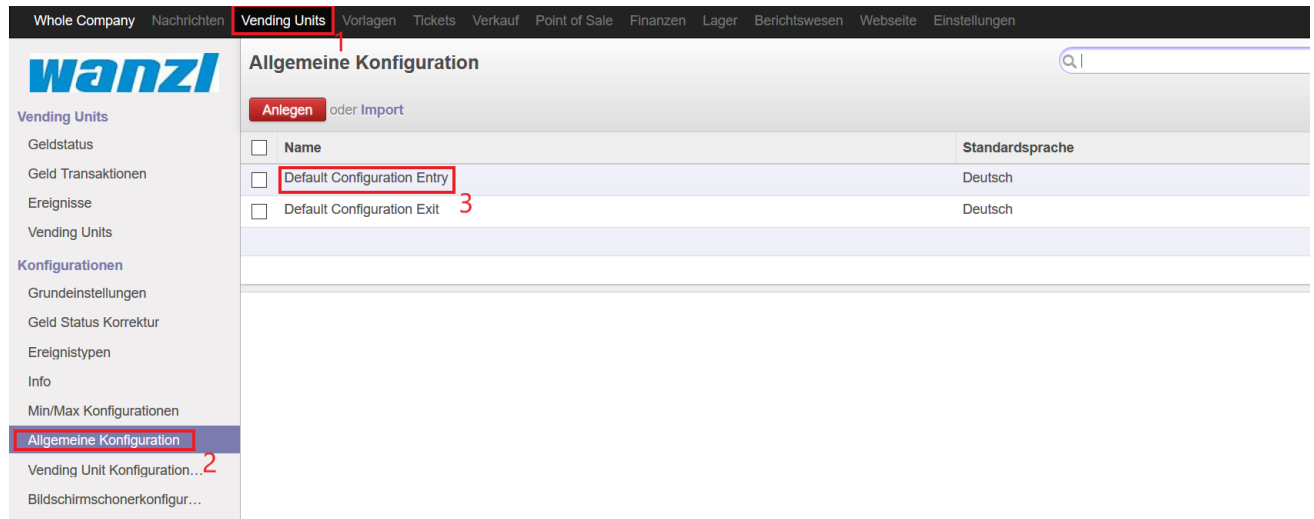 Whole Company Nachrichten Vending Units Vorlagen Tickets Verkauf Point of Sale Finanzen Lager Berichtswesen Webseite Einstellungen
1
wanzl
Vending Units
Geldstatus
Geld Transaktionen
Ereignisse
Vending Units
Konfigurationen
Grundeinstellungen
Geld Status Korrektur
Ereignistypen
Info
Min/Max Konfigurationen
Allgemeine Konfiguration
2
Vending Unit Konfiguration...
Bildschirmschonerkonfigur...
Allgemeine Konfiguration
Anlegen oder Import
Name Standardsprache
Default Configuration Entry Deutsch
3
Default Configuration Exit Deutsch